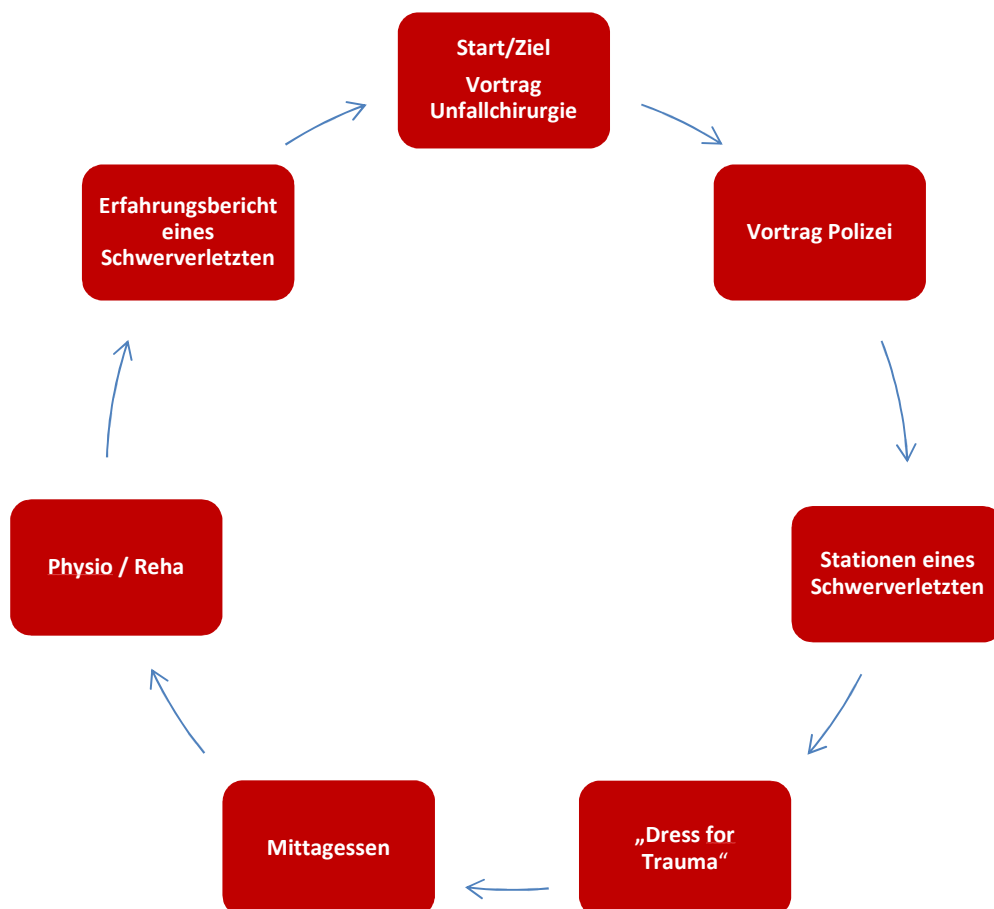 Start/Ziel
Vortrag
Unfallchirurgie
Vortrag Polizei
Stationen eines
Schwerverletzten
„Dress for
Trauma“
Mittagessen
Physio / Reha
Erfahrungsbericht
eines
Schwerverletzten